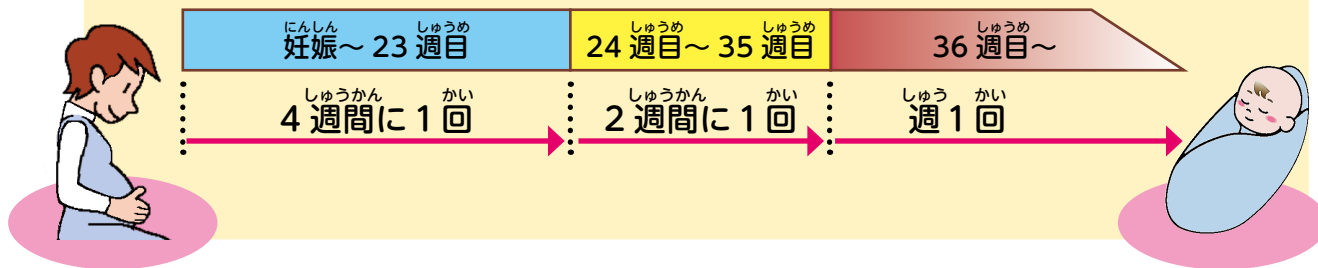 にんしん しゅうめ
妊娠～ 23 週目
しゅうめ しゅうめ
24 週目～ 35 週目
しゅうめ
36 週目～
しゅうかん かい
4 週間に 1 回
しゅうかん かい
2 週間に 1 回
しゅう かい
週 1 回